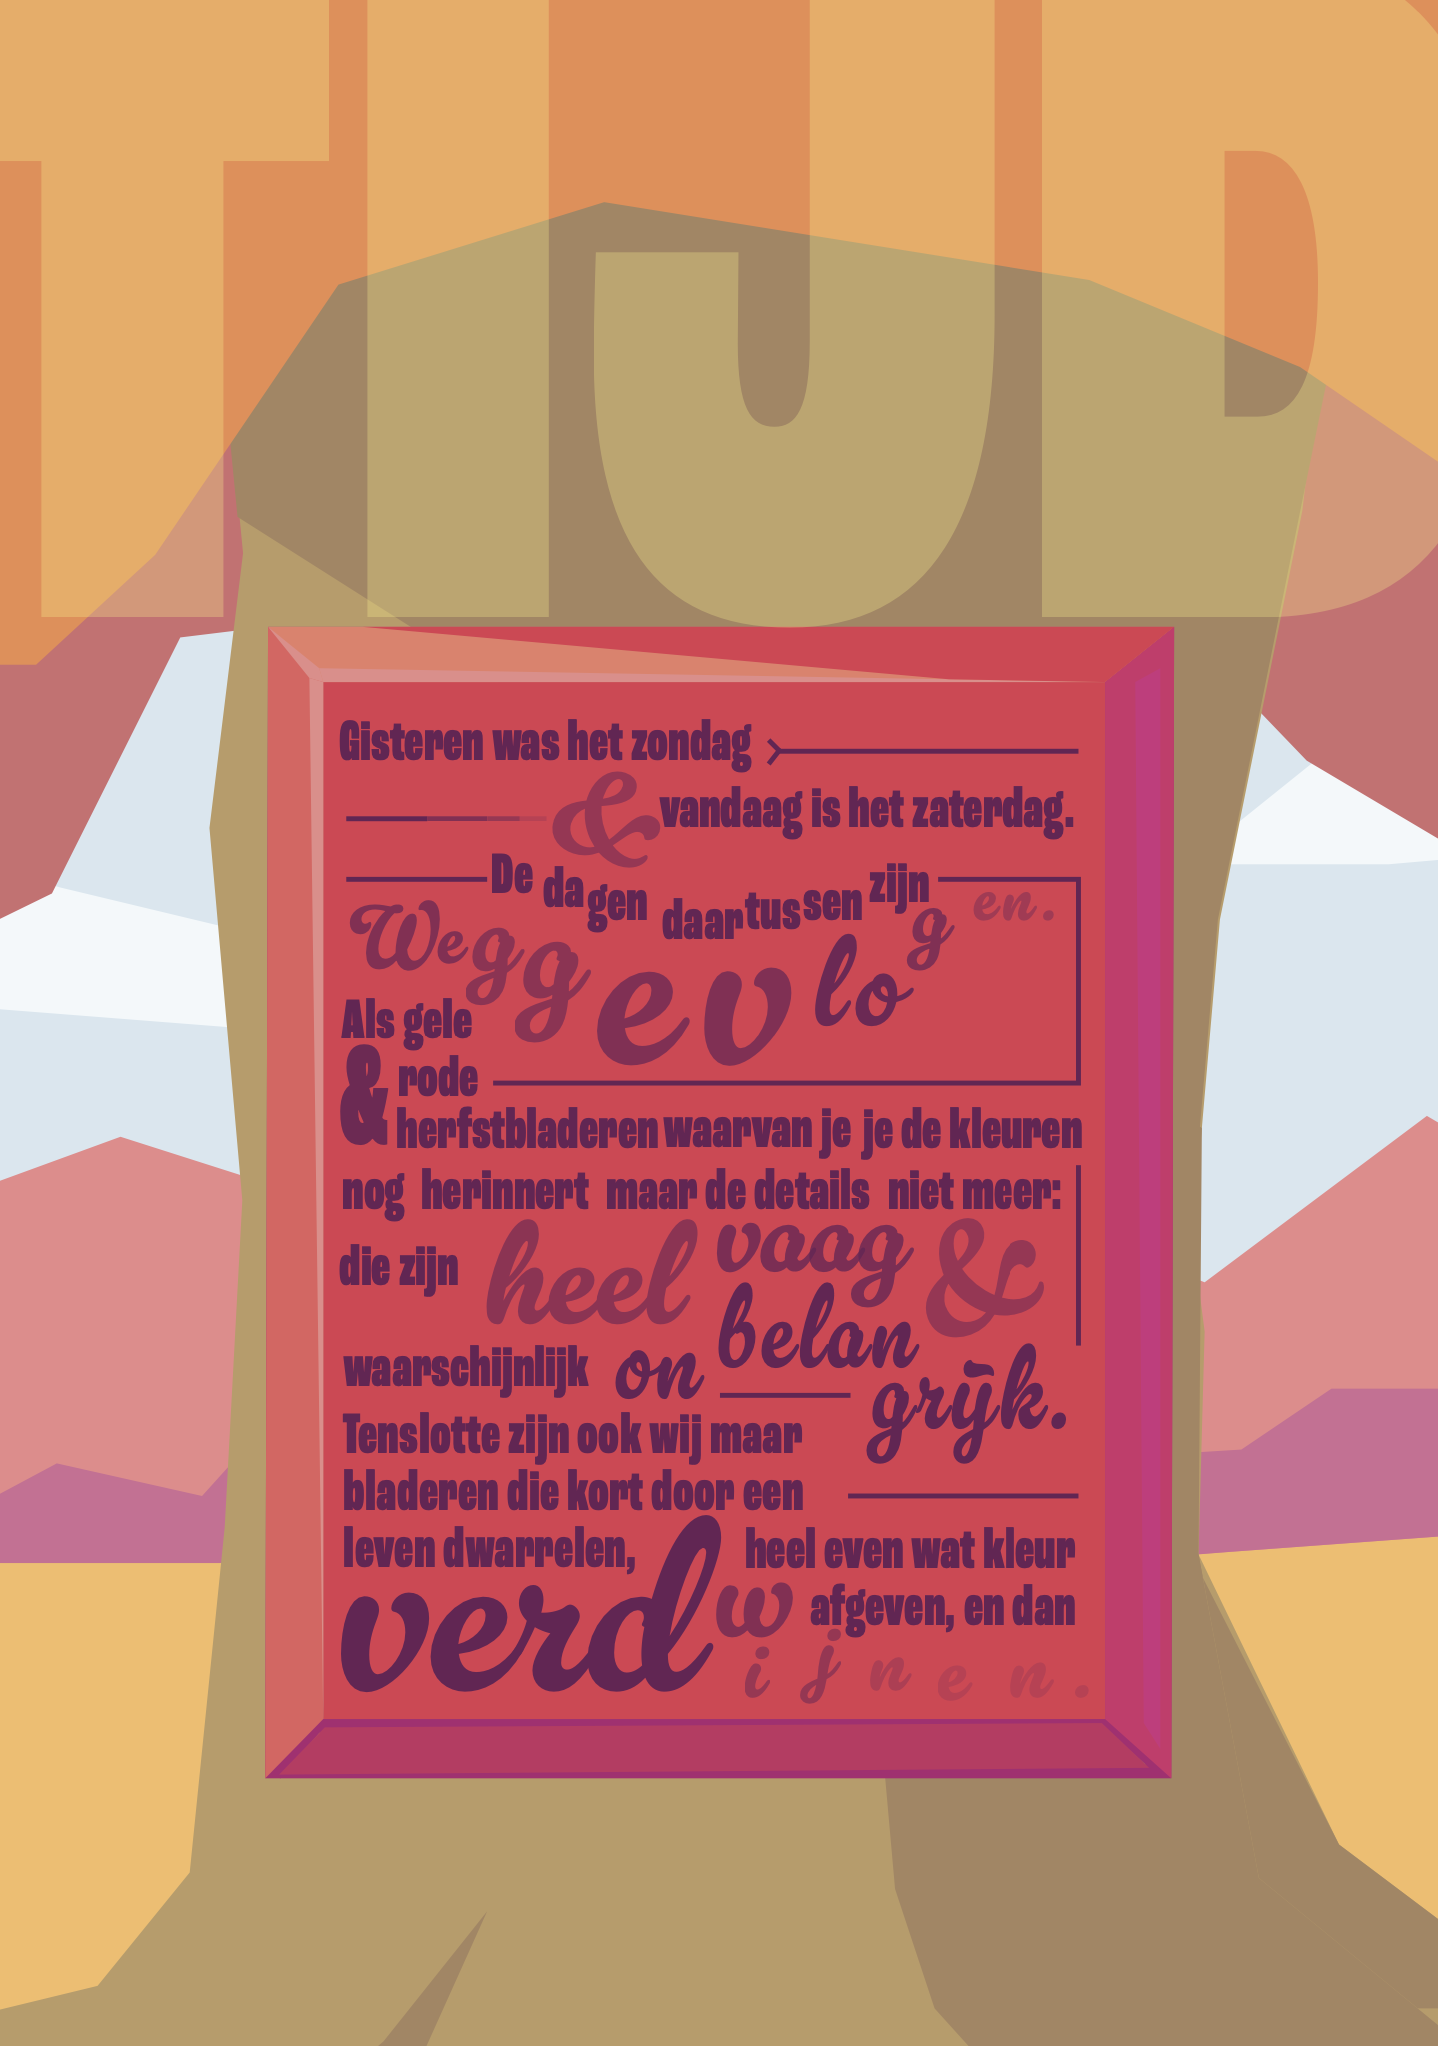 TIJD
Gisteren was het zondag
& vandaag is het zaterdag.
De dagen daartussen zijn
Weggevlogen.
Als gele
& rode
herfstbladeren waarvan je je de kleuren
nog herinnert maar de details niet meer:
die zijn heel vaag &
waarschijnlijk onbelangrijk.
Tenslotte zijn ook wij maar
bladeren die kort door een
leven dwarrelen, heel even wat kleur
afgeven, en dan
verdwijnen.